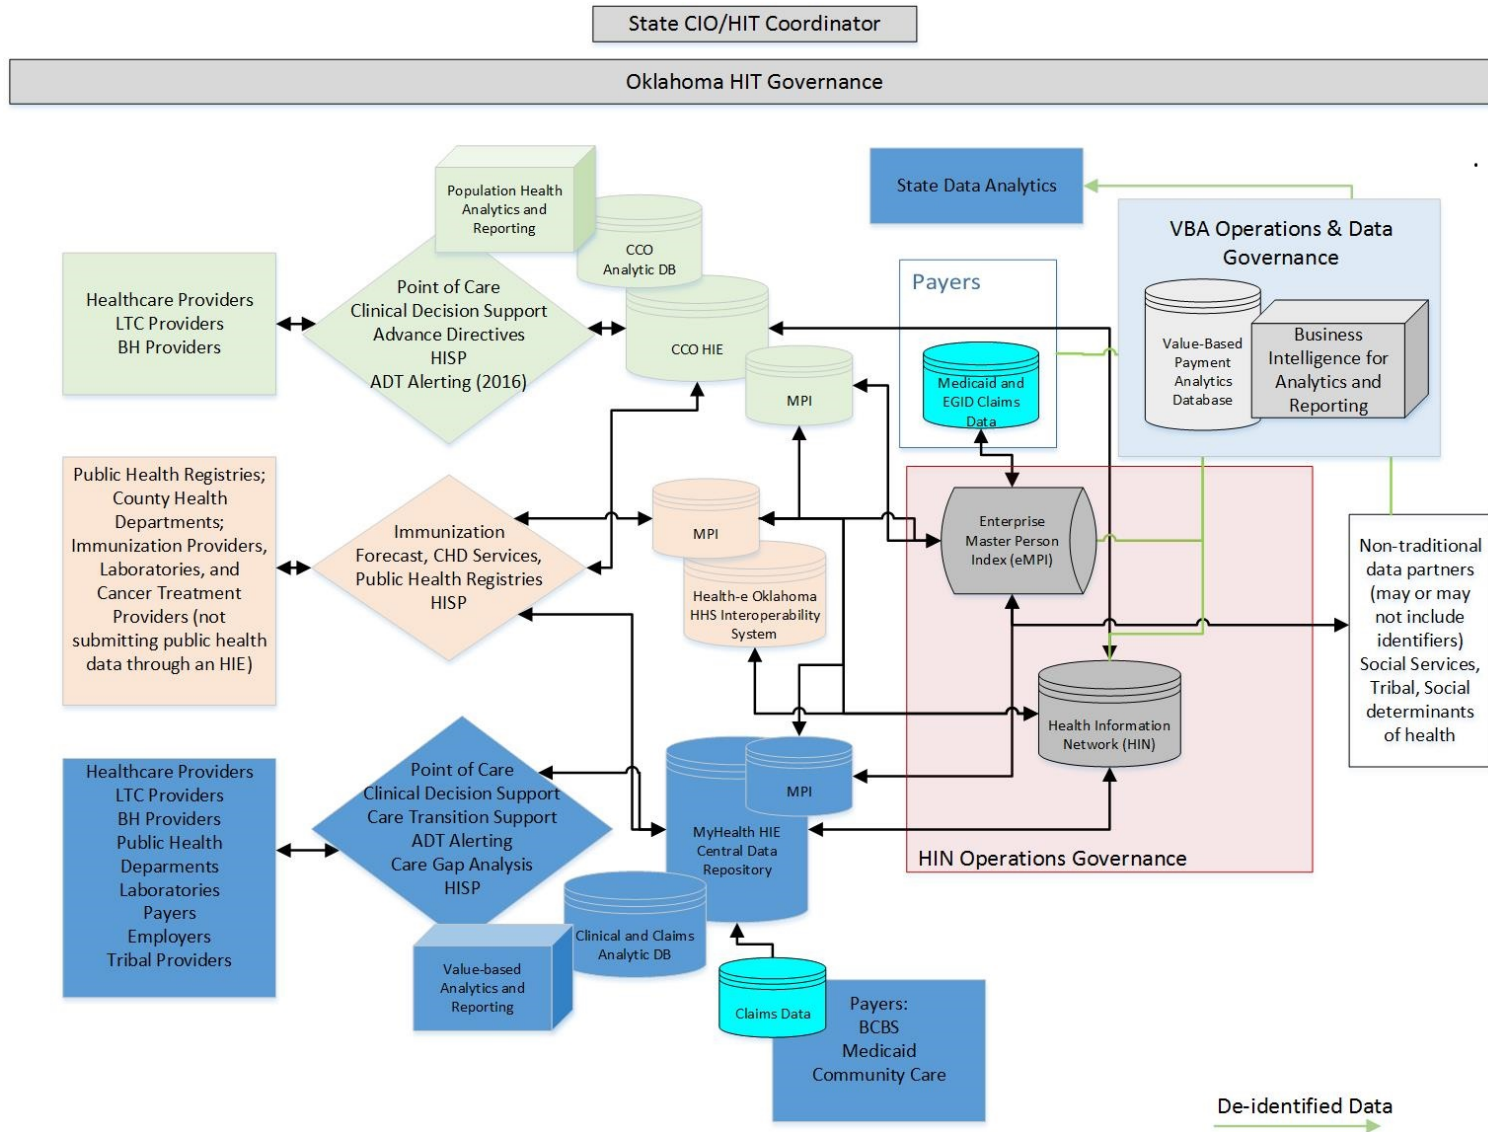 State CIO/HIT Coordinator
Oklahoma HIT Governance
Population Health
Analytics and
Reporting
CCO
Analytic DB
State Data Analytics
VBA Operations & Data
Governance
Healthcare Providers
LTC Providers
BH Providers
Point of Care
Clinical Decision Support
Advance Directives
HISP
ADT Alerting (2016)
CCO HIE
MPI
Payers
Medicaid and
EGID Claims
Data
Value-Based
Payment
Analytics
Database
Business
Intelligence for
Analytics and
Reporting
Public Health Registries;
County Health
Departments;
Immunization Providers,
Laboratories, and
Cancer Treatment
Providers (not
submitting public health
data through an HIE)
Immunization
Forecast, CHD Services,
Public Health Registries
HISP
MPI
Health-e Oklahoma
HHS Interoperability
System
Enterprise
Master Person
Index (eMPI)
Non-traditional
data partners
(may or may
not include
identifiers)
Social Services,
Tribal, Social
determinants
of health
Health Information
Network (HIN)
HIN Operations Governance
Healthcare Providers
LTC Providers
BH Providers
Public Health
Deparments
Laboratories
Payers
Employers
Tribal Providers
Point of Care
Clinical Decision Support
Care Transition Support
ADT Alerting
Care Gap Analysis
HISP
MPI
MyHealth HIE
Central Data
Repository
Clinical and Claims
Analytic DB
Value-based
Analytics and
Reporting
Claims Data
Payers:
BCBS
Medicaid
Community Care
De-identified Data